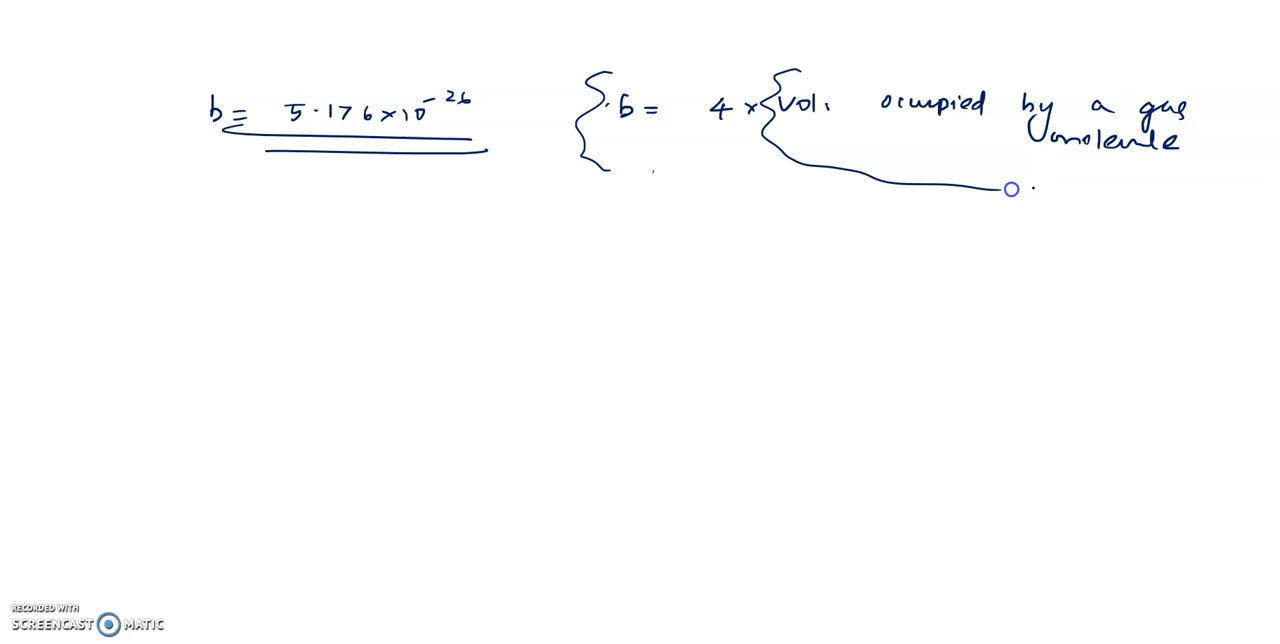 b = 5.176×10^-26 { b = 4 × { vol. occupied by a gas
molecule
RECORDED WITH
SCREENCAST MATIC